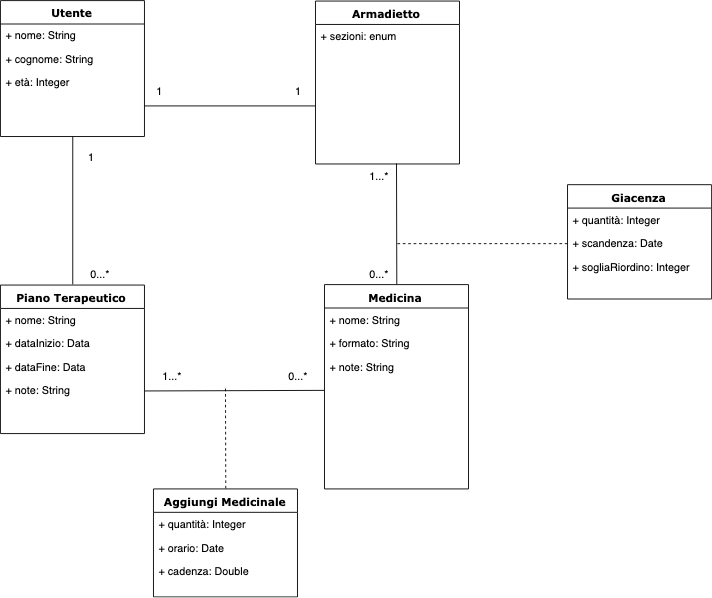 Utente
+ nome: String
+ cognome: String
+ età: Integer
1
1
Armadietto
+ sezioni: enum
1
0...*
1...*
0...*
Giacenza
+ quantità: Integer
+ scandenza: Date
+ sogliaRiordino: Integer
Piano Terapeutico
+ nome: String
+ dataInizio: Data
+ dataFine: Data
+ note: String
1...*
0...*
Medicina
+ nome: String
+ formato: String
+ note: String
Aggiungi Medicinale
+ quantità: Integer
+ orario: Date
+ cadenza: Double